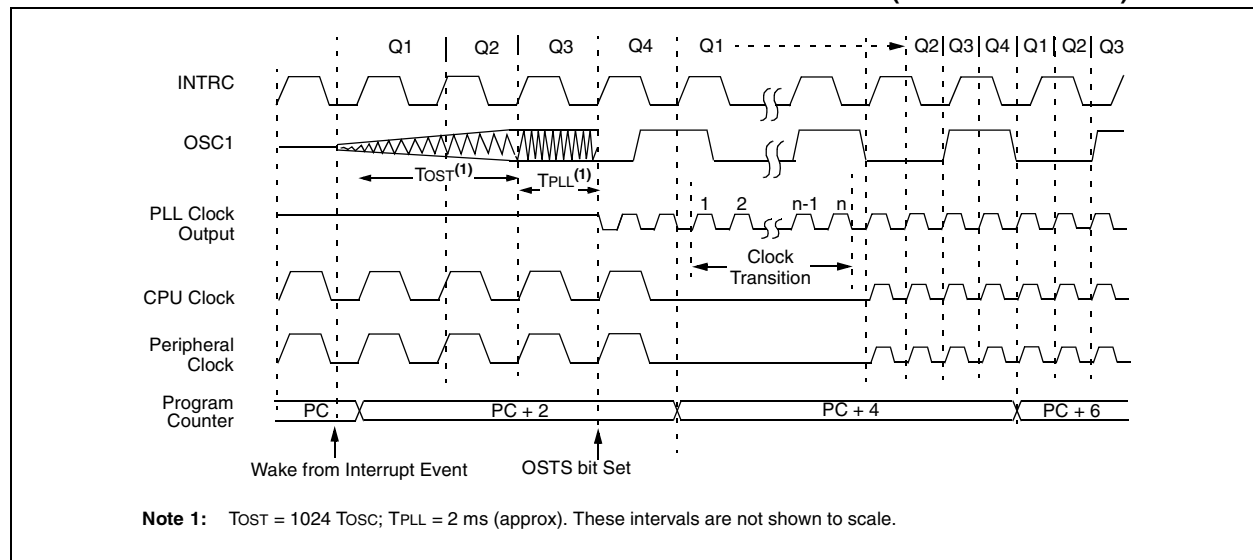 Q1 Q2 Q3 Q4 Q1 Q2 Q3 Q4 Q1 Q2 Q3
INTRC
OSC1
TOST(1) TPLL(1)
PLL Clock
Output
1 2 n-1 n
Clock
Transition
CPU Clock
Peripheral
Clock
Program
Counter
PC PC + 2 PC + 4 PC + 6
Wake from Interrupt Event OSTS bit Set
Note 1: TOST = 1024 TOSC; TPLL = 2 ms (approx). These intervals are not shown to scale.